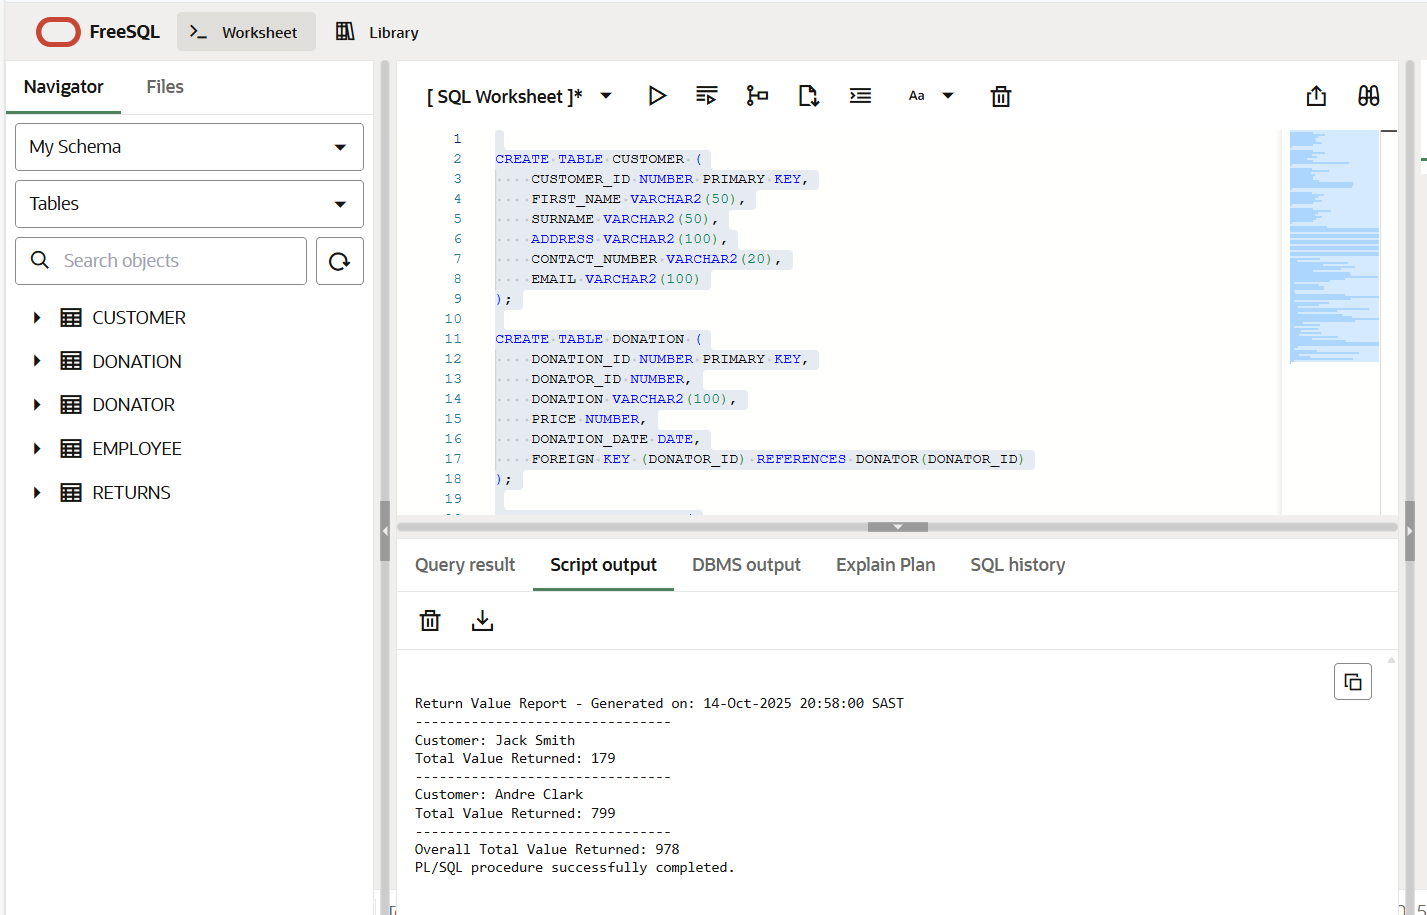 FreeSQL
Worksheet
Library
Navigator
Files
My Schema
Tables
Search objects
CUSTOMER
DONATION
DONATOR
EMPLOYEE
RETURNS
[ SQL Worksheet ]*
Aa
1
2 CREATE TABLE CUSTOMER (
3 CUSTOMER_ID NUMBER PRIMARY KEY,
4 FIRST_NAME VARCHAR2(50),
5 SURNAME VARCHAR2(50),
6 ADDRESS VARCHAR2(100),
7 CONTACT_NUMBER VARCHAR2(20),
8 EMAIL VARCHAR2(100)
9 );
10
11 CREATE TABLE DONATION (
12 DONATION_ID NUMBER PRIMARY KEY,
13 DONATOR_ID NUMBER,
14 DONATION VARCHAR2(100),
15 PRICE NUMBER,
16 DONATION_DATE DATE,
17 FOREIGN KEY (DONATOR_ID) REFERENCES DONATOR(DONATOR_ID)
18 );
19
Query result
Script output
DBMS output
Explain Plan
SQL history
Return Value Report - Generated on: 14-Oct-2025 20:58:00 SAST
--------------------------------
Customer: Jack Smith
Total Value Returned: 179
--------------------------------
Customer: Andre Clark
Total Value Returned: 799
--------------------------------
Overall Total Value Returned: 978
PL/SQL procedure successfully completed.